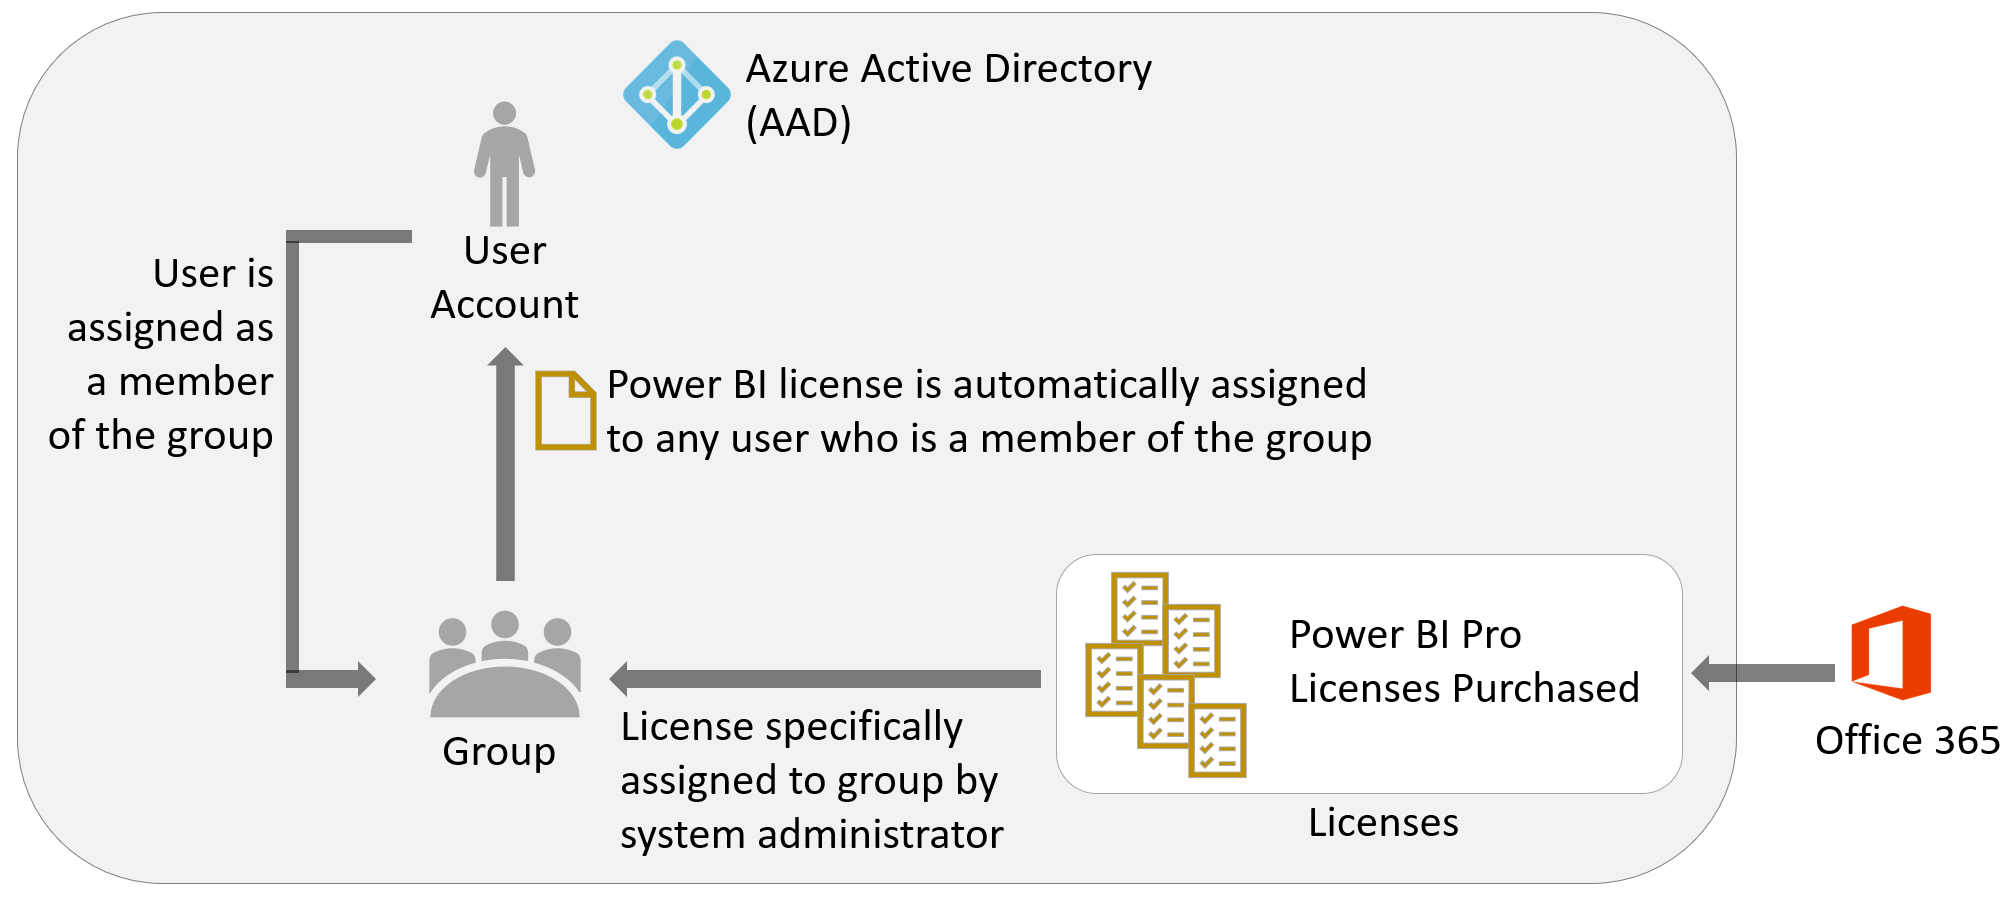 Azure Active Directory
(AAD)
User
Account
User is
assigned as
a member
of the group
Power BI license is automatically assigned
to any user who is a member of the group
Group
License specifically
assigned to group by
system administrator
Power BI Pro
Licenses Purchased
Licenses
Office 365